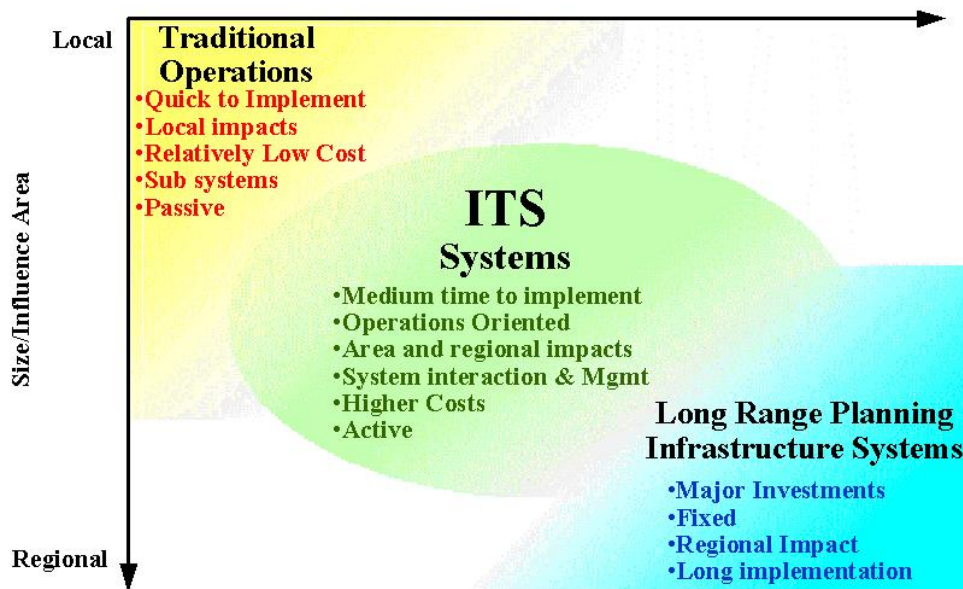 Local
Traditional
Operations
•Quick to Implement
•Local impacts
•Relatively Low Cost
•Sub systems
•Passive
ITS
Systems
•Medium time to implement
•Operations Oriented
•Area and regional impacts
•System interaction & Mgmt
•Higher Costs
•Active
Size/Influence Area
Long Range Planning
Infrastructure Systems
•Major Investments
•Fixed
•Regional Impact
•Long implementation
Regional